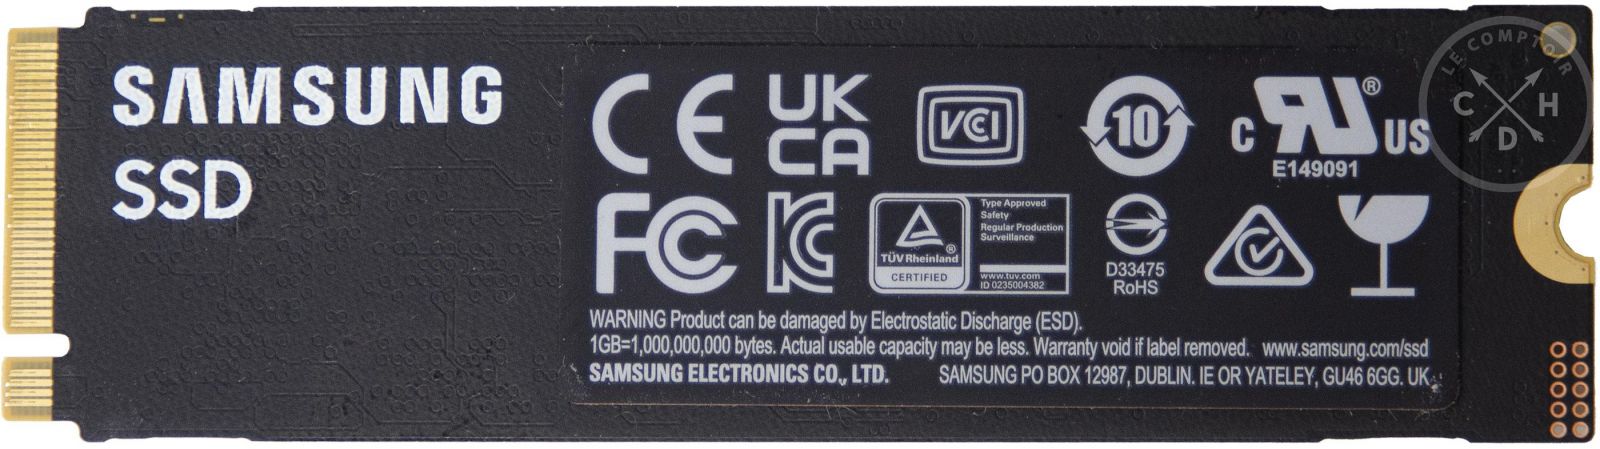 SAMSUNG
SSD
CE
UK
CA
VCI
10
c RU® US
E149091
FC
KC
TÜVRheinland®
CERTIFIED
Type Approved
Safety
Regular Production
Surveillance
www.tuv.com
ID 0235004382
D33475
RoHS
WARNING Product can be damaged by Electrostatic Discharge (ESD).
1GB=1,000,000,000 bytes. Actual usable capacity may be less. Warranty void if label removed. www.samsung.com/ssd
SAMSUNG ELECTRONICS CO., LTD. SAMSUNG PO BOX 12987, DUBLIN. IE OR YATELEY, GU46 6GG. UK
LE COMPTOIR
C H
D